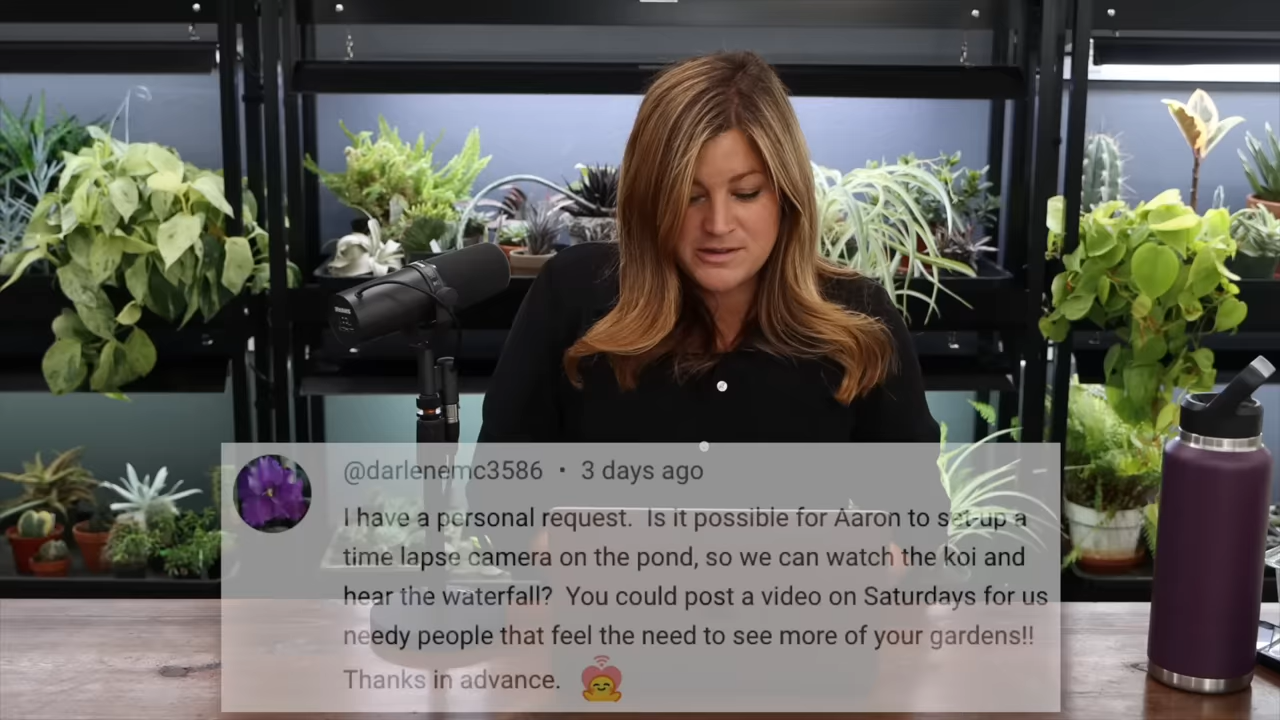 @darlenemc3586 • 3 days ago
I have a personal request. Is it possible for Aaron to set up a
time lapse camera on the pond, so we can watch the koi and
hear the waterfall? You could post a video on Saturdays for us
needy people that feel the need to see more of your gardens!!
Thanks in advance.